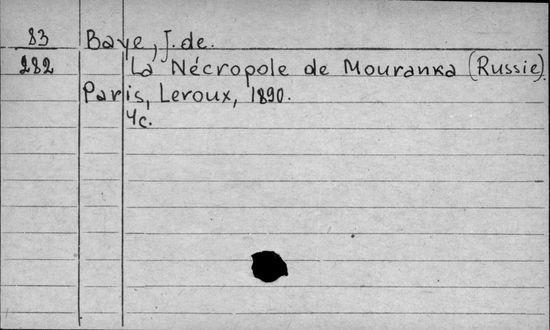 83 Baye, J. de.
282 La Nécropole de Mouranka (Russie).
Paris, Leroux, 1890.
4c.